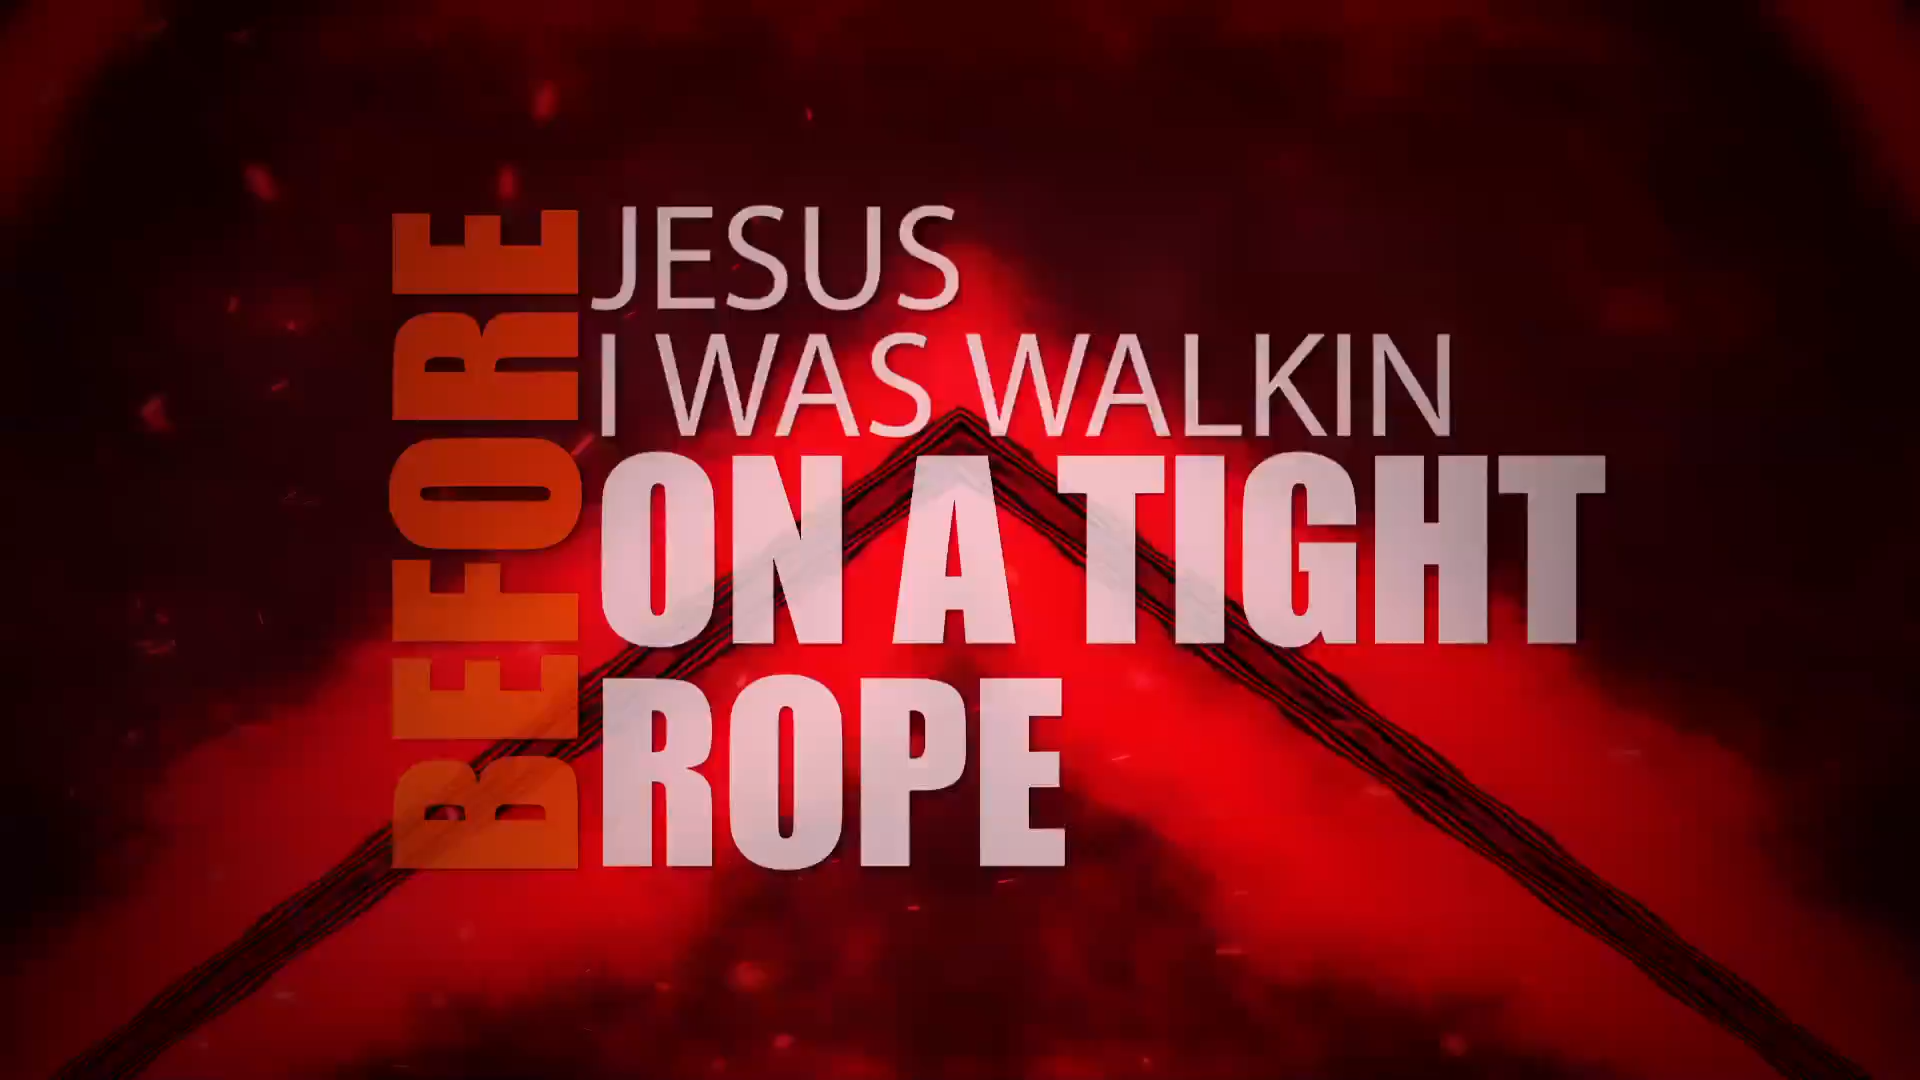 BEFORE
JESUS
I WAS WALKIN
ON A TIGHT
ROPE